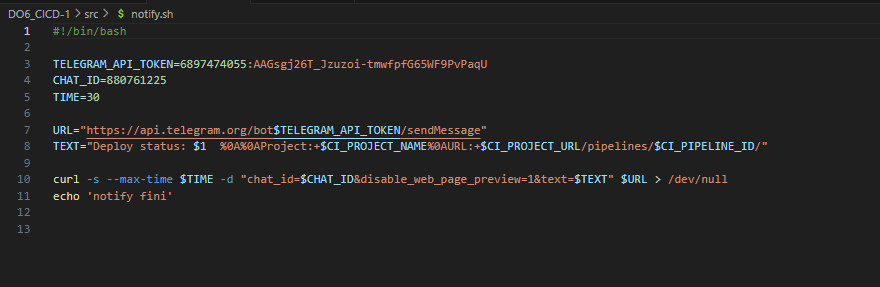 DO6_CICD-1 > src > $ notify.sh
1 #!/bin/bash
2
3 TELEGRAM_API_TOKEN=6897474055:AAGsgj26T_Jzuzoi-tmwfpfG65WF9PvPaqU
4 CHAT_ID=880761225
5 TIME=30
6
7 URL="https://api.telegram.org/bot$TELEGRAM_API_TOKEN/sendMessage"
8 TEXT="Deploy status: $1  %0A%0AProject:+$CI_PROJECT_NAME%0AURL:+$CI_PROJECT_URL/pipelines/$CI_PIPELINE_ID/"
9
10 curl -s --max-time $TIME -d "chat_id=$CHAT_ID&disable_web_page_preview=1&text=$TEXT" $URL > /dev/null
11 echo 'notify fini'
12
13